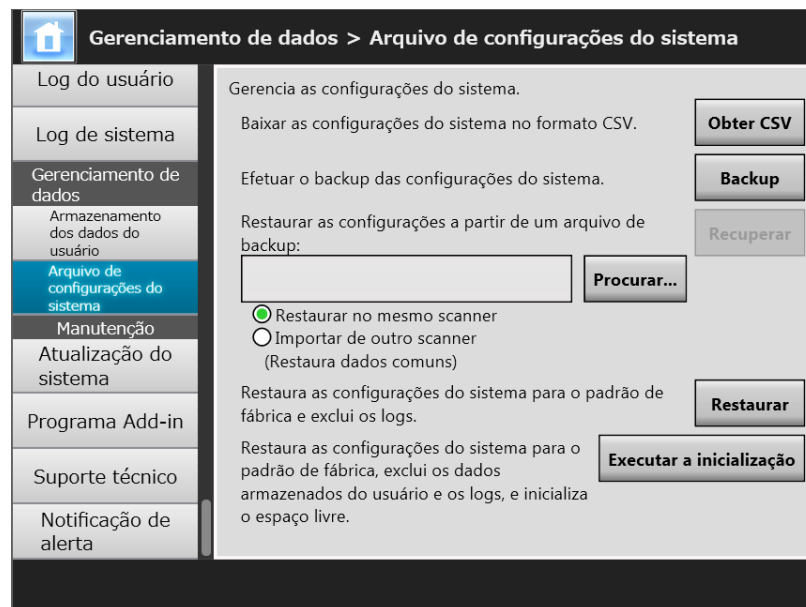 Gerenciamento de dados > Arquivo de configurações do sistema
Log do usuário
Log de sistema
Gerenciamento de
dados
Armazenamento
dos dados do
usuário
Arquivo de
configurações do
sistema
Manutenção
Atualização do
sistema
Programa Add-in
Suporte técnico
Notificação de
alerta
Gerencia as configurações do sistema.
Baixar as configurações do sistema no formato CSV.
Obter CSV
Efetuar o backup das configurações do sistema.
Backup
Restaurar as configurações a partir de um arquivo de
backup:
Recuperar
Procurar...
Restaurar no mesmo scanner
Importar de outro scanner
(Restaura dados comuns)
Restaura as configurações do sistema para o padrão de
fábrica e exclui os logs.
Restaurar
Restaura as configurações do sistema para o
padrão de fábrica, exclui os dados
armazenados do usuário e os logs, e inicializa
o espaço livre.
Executar a inicialização